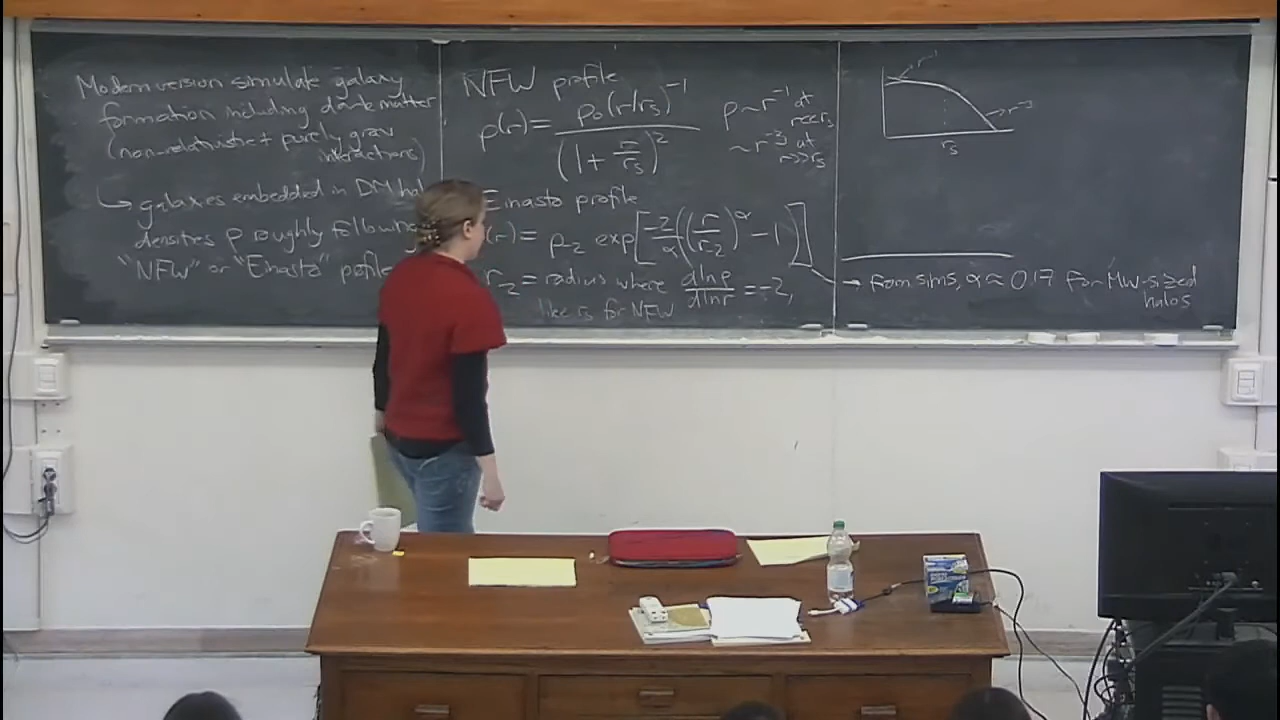 Modern version simulate galaxy
formation including dark matter
(non-relativistic + purely grav
interactions)
↳ galaxies embedded in DM hal
densities ρ roughly following
"NFW" or "Einasto" profile
NFW profile
ρ(r) = ρ₀(r/rₛ)⁻¹ / (1 + r/rₛ)²
ρ ~ r⁻¹ at
r<<rₛ
~ r⁻³ at
r>>rₛ
Einasto profile
(r) = ρ₋₂ exp[-2/α((r/r₋₂)^α - 1)]
r₋₂ = radius where dlnρ/dlnr = -2,
like rₛ for NFW
r⁻¹
r⁻³
rₛ
→ from sims, α ≈ 0.17 for MW-sized
halos